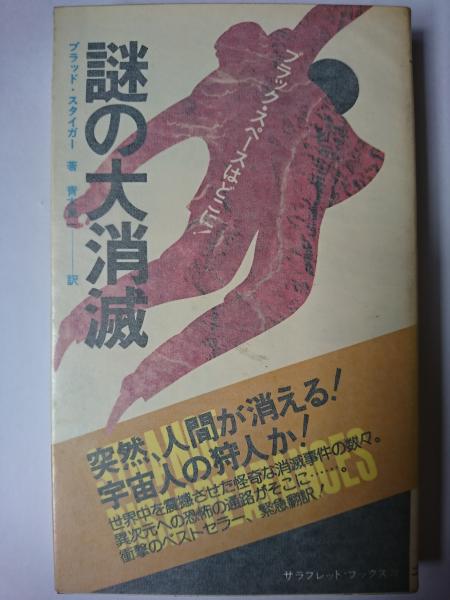 謎の大消滅
ブラック・スペースはどこに!
ブラッド・スタイガー 著
訳
突然、人間が消える!
宇宙人の狩人か!
世界中を震撼させた怪奇な消滅事件の数々。
異次元への恐怖の通路がそこに……。
衝撃のベストセラー、緊急翻訳!
サラブレッド・ブックス